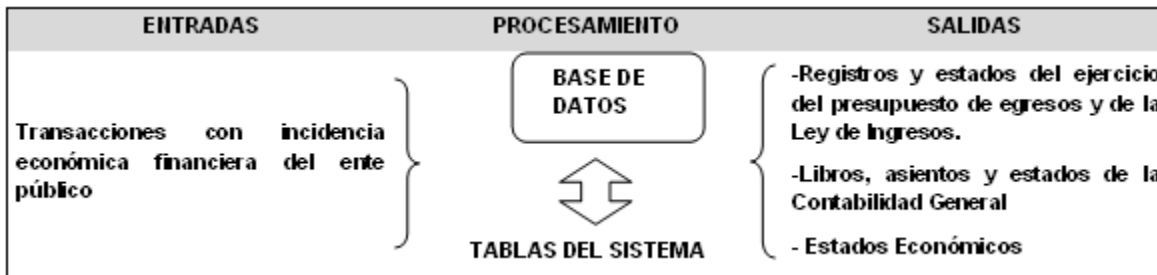 ENTRADAS
PROCESAMIENTO
SALIDAS
Transacciones con incidencia
económica financiera del ente
público
BASE DE
DATOS
TABLAS DEL SISTEMA
-Registros y estados del ejercicio
del presupuesto de egresos y de la
Ley de Ingresos.
-Libros, asientos y estados de la
Contabilidad General
- Estados Económicos